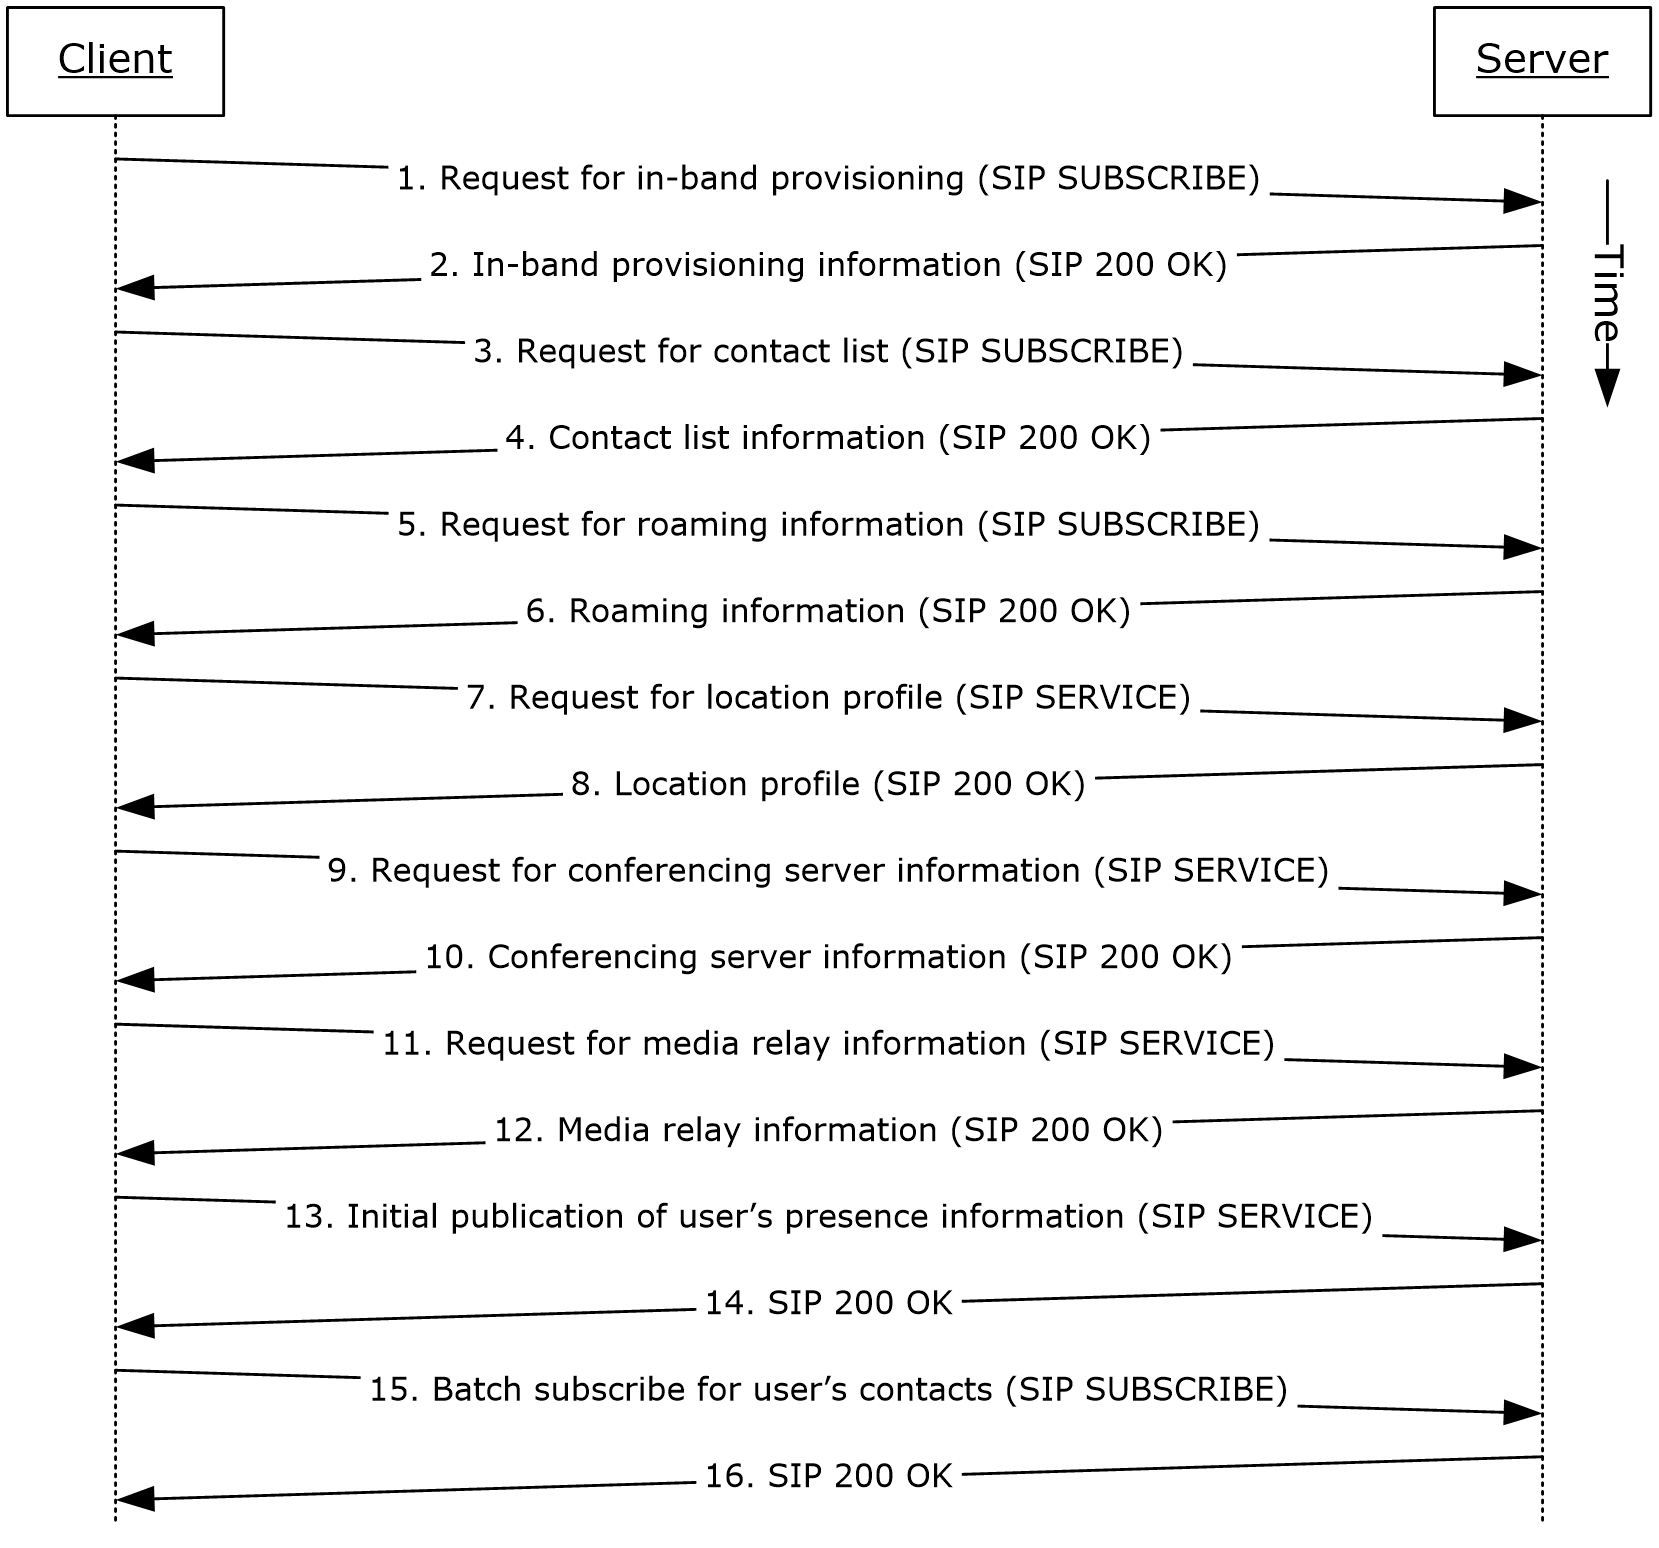 Client
Server
1. Request for in-band provisioning (SIP SUBSCRIBE)
Time
2. In-band provisioning information (SIP 200 OK)
3. Request for contact list (SIP SUBSCRIBE)
4. Contact list information (SIP 200 OK)
5. Request for roaming information (SIP SUBSCRIBE)
6. Roaming information (SIP 200 OK)
7. Request for location profile (SIP SERVICE)
8. Location profile (SIP 200 OK)
9. Request for conferencing server information (SIP SERVICE)
10. Conferencing server information (SIP 200 OK)
11. Request for media relay information (SIP SERVICE)
12. Media relay information (SIP 200 OK)
13. Initial publication of user’s presence information (SIP SERVICE)
14. SIP 200 OK
15. Batch subscribe for user’s contacts (SIP SUBSCRIBE)
16. SIP 200 OK